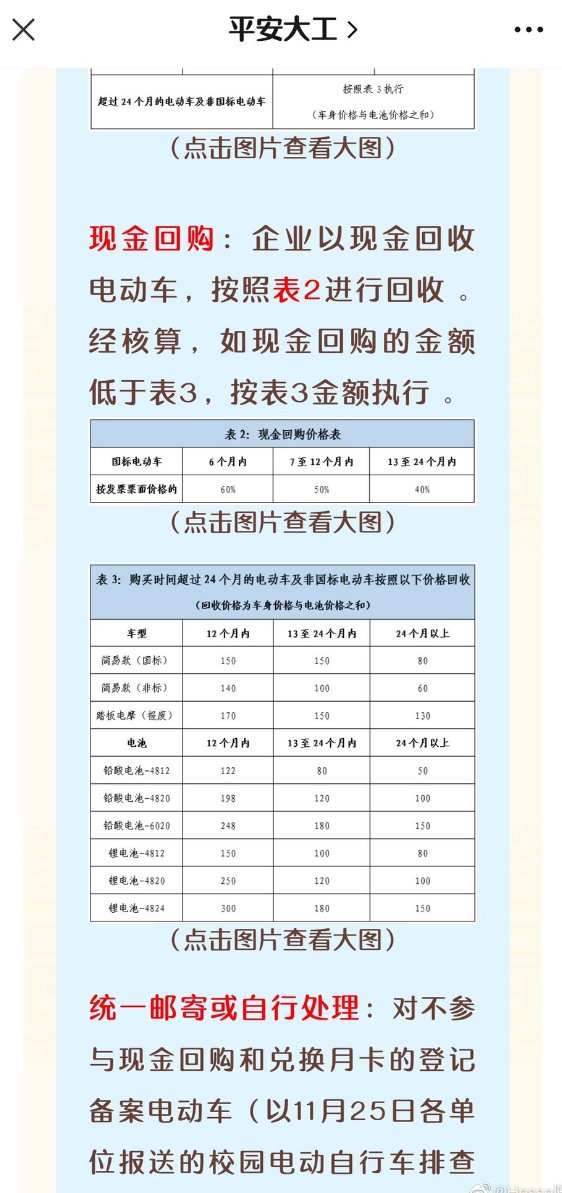 平安大工
超过24个月的电动车及非国标电动车 按照表3执行
（车身价格与电池价格之和）
（点击图片查看大图）
现金回购：企业以现金回收
电动车，按照表2进行回收。
经核算，如现金回购的金额
低于表3，按表3金额执行。
表2：现金回购价格表
国标电动车 6个月内 7至12个月内 13至24个月内
按发票票面价格的 60% 50% 40%
（点击图片查看大图）
表3：购买时间超过24个月的电动车及非国标电动车按照以下价格回收
（回收价格为车身价格与电池价格之和）
车型 12个月内 13至24个月内 24个月以上
简易款（国标） 150 150 80
简易款（非标） 140 100 60
踏板电摩（报废） 170 150 130
电池 12个月内 13至24个月内 24个月以上
铅酸电池-4812 122 80 50
铅酸电池-4820 198 120 100
铅酸电池-6020 248 180 150
锂电池-4812 150 100 80
锂电池-4820 250 120 100
锂电池-4824 300 180 150
（点击图片查看大图）
统一邮寄或自行处理：对不参
与现金回购和兑换月卡的登记
备案电动车（以11月25日各单
位报送的校园电动自行车排查